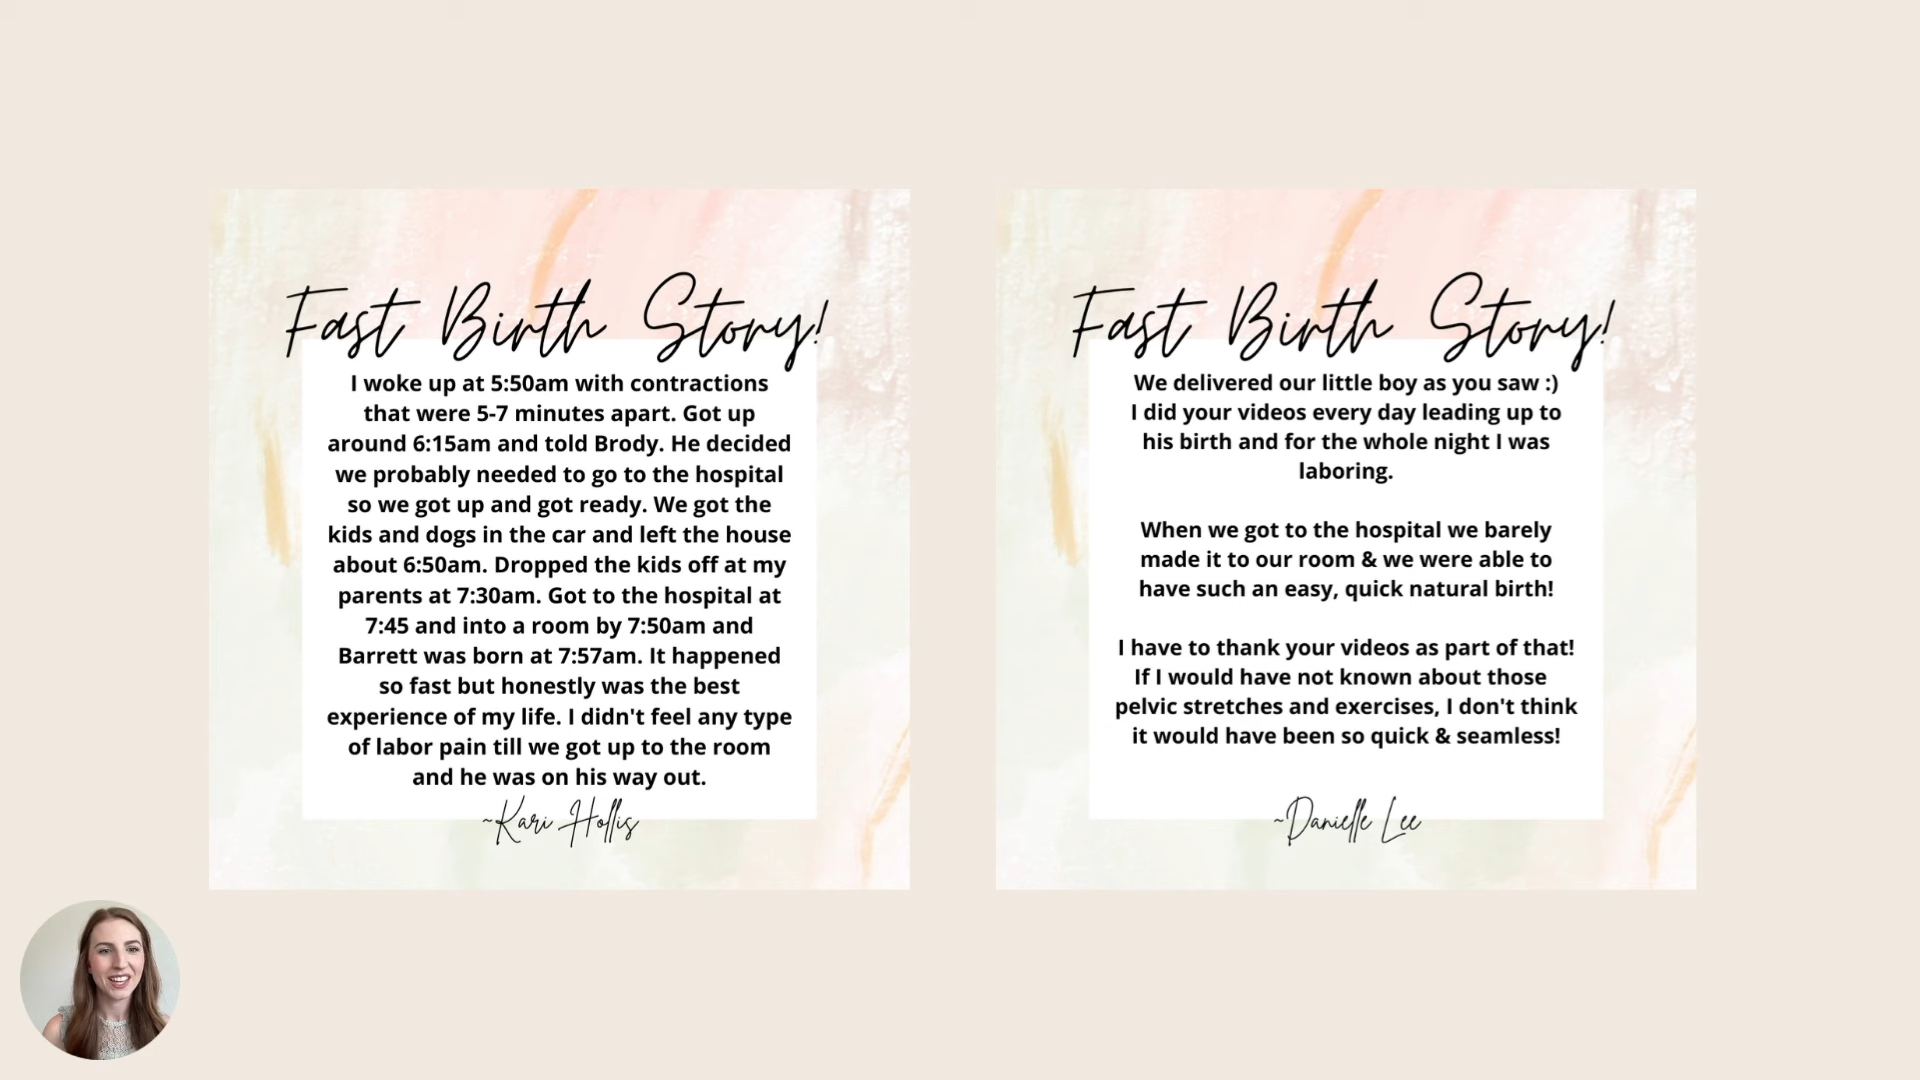 Fast Birth Story!
I woke up at 5:50am with contractions
that were 5-7 minutes apart. Got up
around 6:15am and told Brody. He decided
we probably needed to go to the hospital
so we got up and got ready. We got the
kids and dogs in the car and left the house
about 6:50am. Dropped the kids off at my
parents at 7:30am. Got to the hospital at
7:45 and into a room by 7:50am and
Barrett was born at 7:57am. It happened
so fast but honestly was the best
experience of my life. I didn't feel any type
of labor pain till we got up to the room
and he was on his way out.
~Kari Hollis
Fast Birth Story!
We delivered our little boy as you saw :)
I did your videos every day leading up to
his birth and for the whole night I was
laboring.
When we got to the hospital we barely
made it to our room & we were able to
have such an easy, quick natural birth!
I have to thank your videos as part of that!
If I would have not known about those
pelvic stretches and exercises, I don't think
it would have been so quick & seamless!
~Danielle Lee